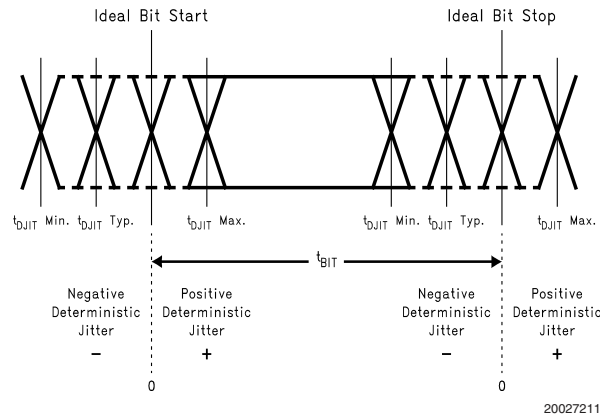 Ideal Bit Start Ideal Bit Stop
tDJIT Min. tDJIT Typ. tDJIT Max. tDJIT Min. tDJIT Typ. tDJIT Max.
tBIT
Negative Deterministic Jitter
−
Positive Deterministic Jitter
+
Negative Deterministic Jitter
−
Positive Deterministic Jitter
+
0 0
20027211